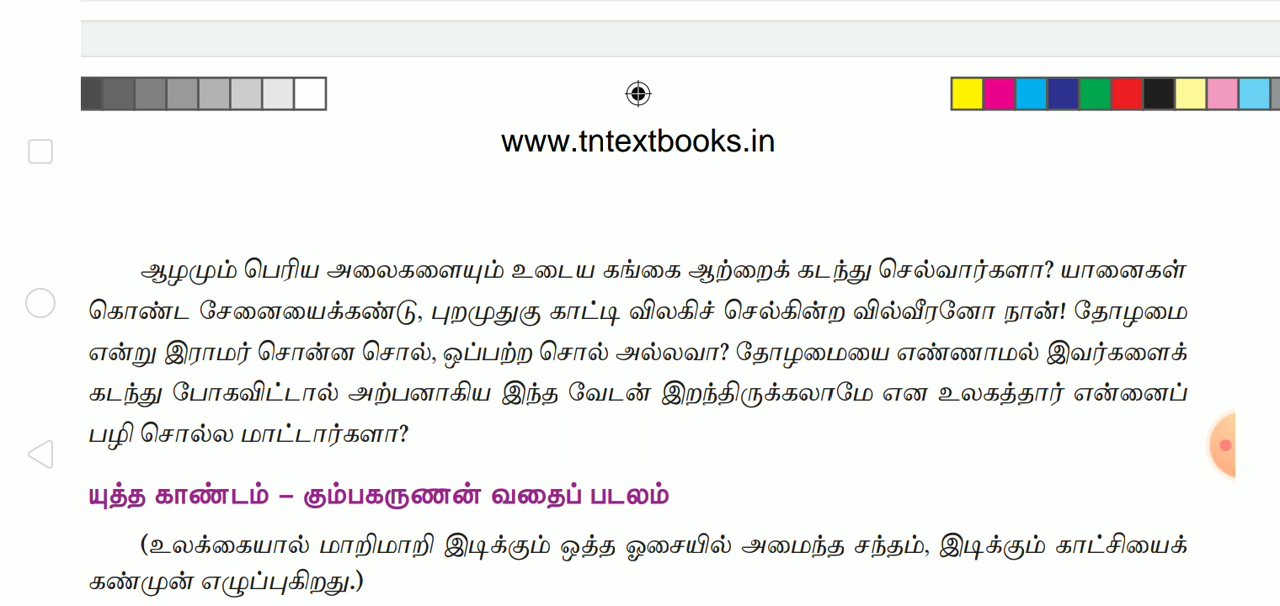 www.tntextbooks.in
ஆழமும் பெரிய அலைகளையும் உடைய கங்கை ஆற்றைக் கடந்து செல்வார்களா? யானைகள்
கொண்ட சேனையைக்கண்டு, புறமுதுகு காட்டி விலகிச் செல்கின்ற வில்வீரனோ நான்! தோழமை
என்று இராமர் சொன்ன சொல், ஒப்பற்ற சொல் அல்லவா? தோழமையை எண்ணாமல் இவர்களைக்
கடந்து போகவிட்டால் அற்பனாகிய இந்த வேடன் இறந்திருக்கலாமே என உலகத்தார் என்னைப்
பழி சொல்ல மாட்டார்களா?
யுத்த காண்டம் – கும்பகருணன் வதைப் படலம்
(உலக்கையால் மாறிமாறி இடிக்கும் ஒத்த ஓசையில் அமைந்த சந்தம், இடிக்கும் காட்சியைக்
கண்முன் எழுப்புகிறது.)